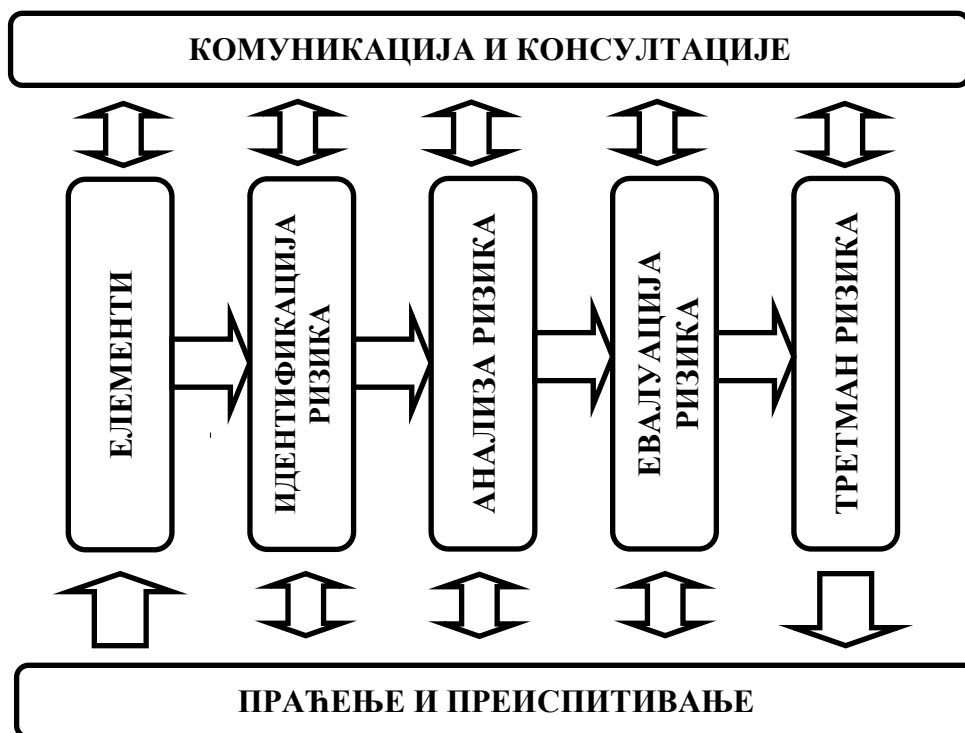 КОМУНИКАЦИЈА И КОНСУЛТАЦИЈЕ
ЕЛЕМЕНТИ
ИДЕНТИФИКАЦИЈА
РИЗИКА
АНАЛИЗА РИЗИКА
ЕВАЛУАЦИЈА
РИЗИКА
ТРЕТМАН РИЗИКА
ПРАЋЕЊЕ И ПРЕИСПИТИВАЊЕ